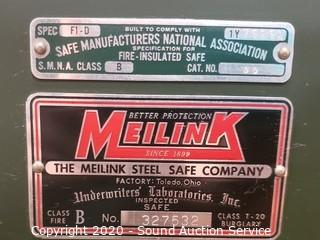 BUILT TO COMPLY WITH
SPEC F1-D 1Y
SAFE MANUFACTURERS NATIONAL ASSOCIATION
SPECIFICATION FOR
FIRE-INSULATED SAFE
S.M.N.A. CLASS B CAT. NO.
BETTER PROTECTION
MEILINK
SINCE 1899
THE MEILINK STEEL SAFE COMPANY
FACTORY: Toledo, Ohio
Underwriters' Laboratories, Inc.
INSPECTED
SAFE
CLASS FIRE B No. 327532 CLASS T-20 BURGLARY
Copyright 2020 - Sound Auction Service